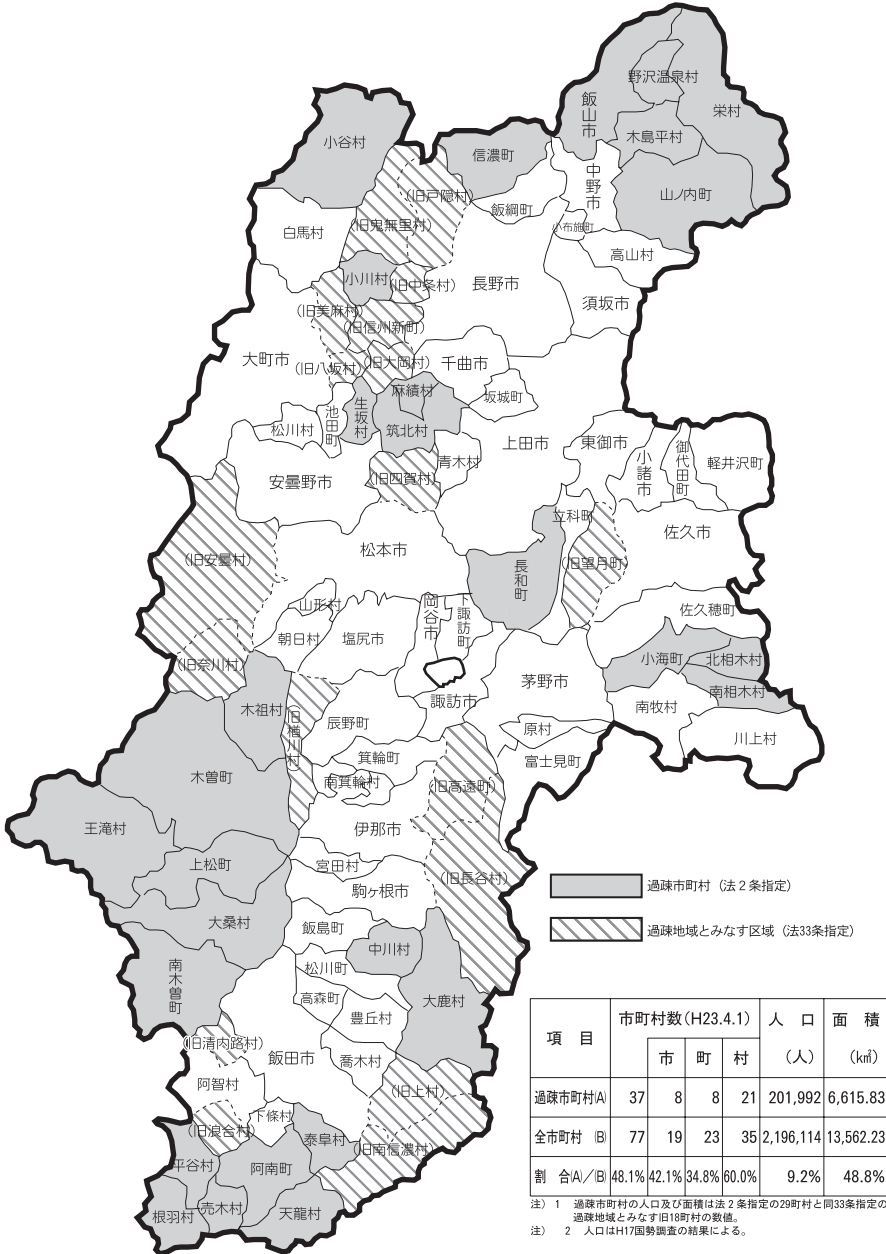 野沢温泉村
飯山市
栄村
木島平村
小谷村
信濃町
中野市
山ノ内町
(旧戸隠村)
飯綱町
(旧鬼無里村)
白馬村
小布施町
高山村
小川村
(旧中条村)
長野市
須坂市
(旧美麻村)
(旧信州新町)
大町市
(旧八坂村)
(旧大岡村)
千曲市
麻績村
坂城町
生坂村
池田町
松川村
筑北村
上田市
東御市
青木村
小諸市
御代田町
軽井沢町
安曇野市
(旧四賀村)
立科町
佐久市
松本市
(旧安曇村)
長和町
(旧望月町)
山形村
岡谷市
下諏訪町
佐久穂町
朝日村
塩尻市
小海町
北相木村
(旧奈川村)
茅野市
南相木村
木祖村
(旧楢川村)
辰野町
諏訪市
南牧村
原村
川上村
箕輪町
富士見町
木曽町
南箕輪村
(旧高遠町)
王滝村
伊那市
上松町
宮田村
(旧長谷村)
駒ヶ根市
過疎市町村(法2条指定)
大桑村
飯島町
中川村
過疎地域とみなす区域(法33条指定)
南木曽町
松川町
高森町
大鹿村
豊丘村
(旧清内路村)
飯田市
喬木村
阿智村
(旧上村)
下條村
(旧浪合村)
泰阜村
(旧南信濃村)
平谷村
阿南町
売木村
根羽村
天龍村
項 目 市町村数(H23.4.1) 人 口 面 積
市 町 村 (人) (k㎡)
過疎市町村(A) 37 8 8 21 201,992 6,615.83
全市町村 (B) 77 19 23 35 2,196,114 13,562.23
割 合(A)/(B) 48.1% 42.1% 34.8% 60.0% 9.2% 48.8%
注) 1 過疎市町村の人口及び面積は法2条指定の29町村と同33条指定の
過疎地域とみなす旧18町村の数値。
注) 2 人口はH17国勢調査の結果による。